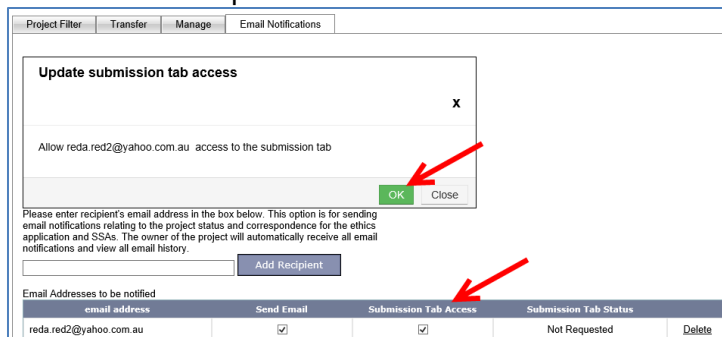 Project Filter Transfer Manage Email Notifications
Update submission tab access
x
Allow reda.red2@yahoo.com.au access to the submission tab
OK Close
Please enter recipient's email address in the box below. This option is for sending
email notifications relating to the project status and correspondence for the ethics
application and SSAs. The owner of the project will automatically receive all email
notifications and view all email history.
Add Recipient
Email Addresses to be notified
email address Send Email Submission Tab Access Submission Tab Status
reda.red2@yahoo.com.au Not Requested Delete